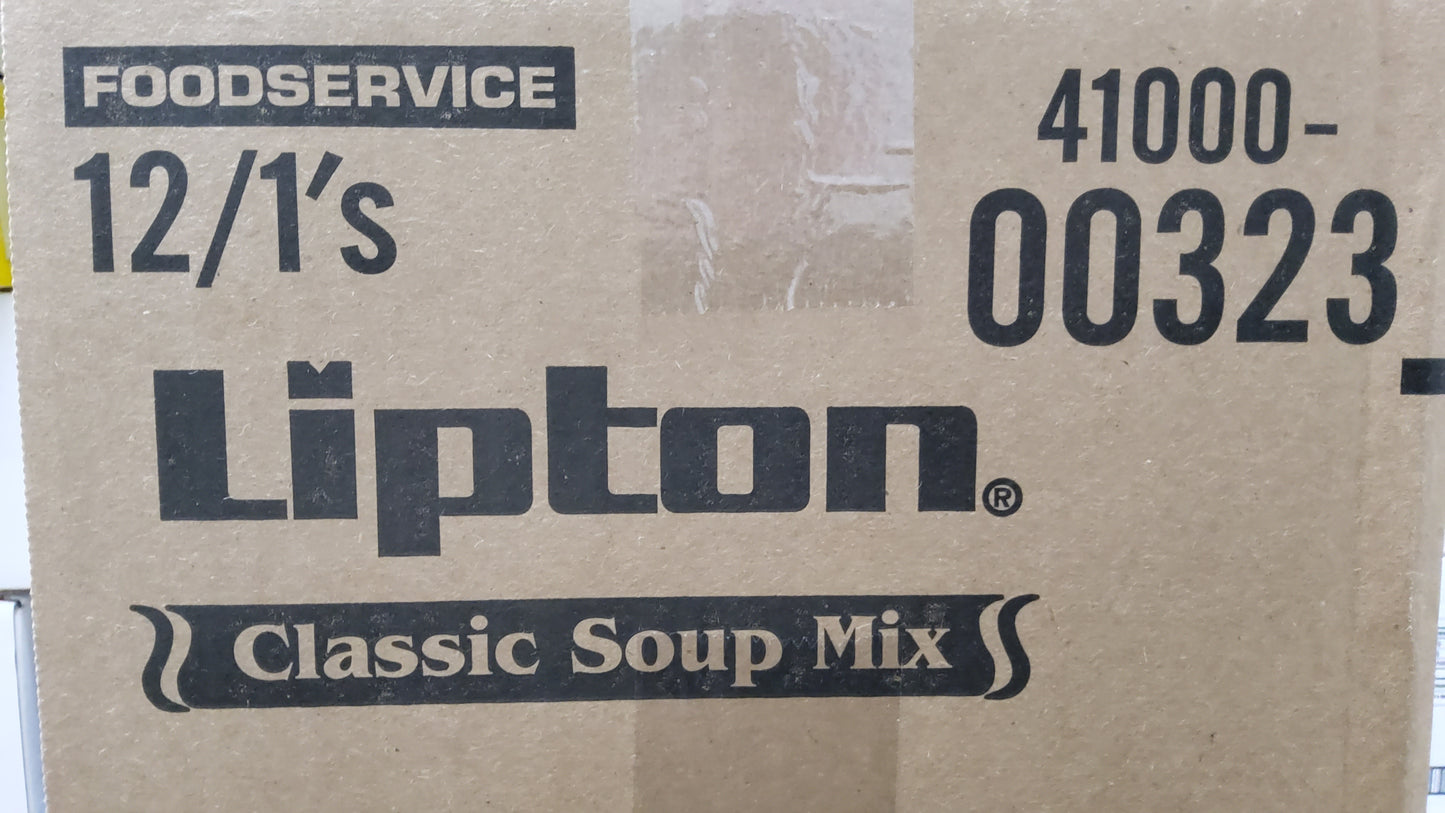 FOODSERVICE
12/1's
41000-
00323
Lipton®
Classic Soup Mix